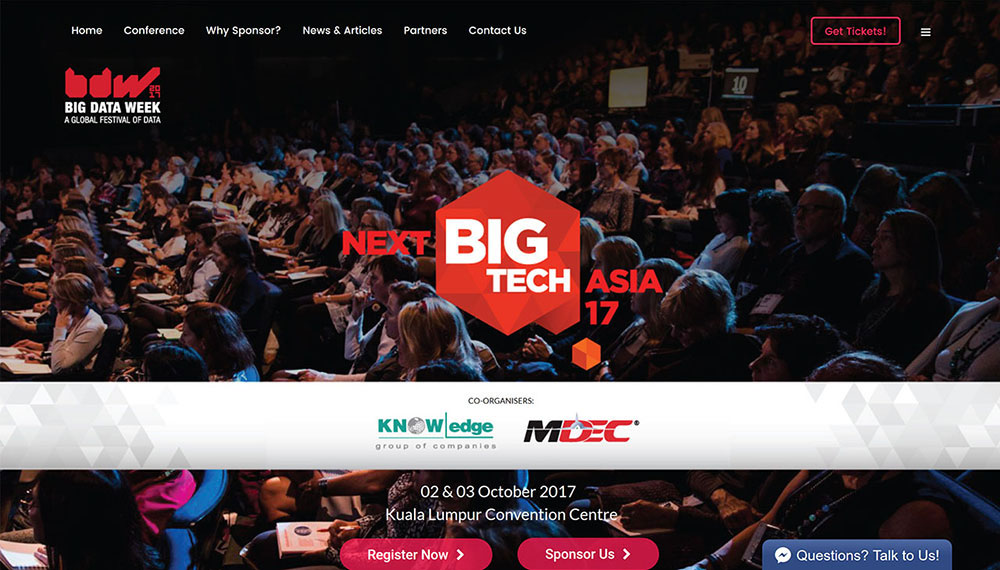 Home Conference Why Sponsor? News & Articles Partners Contact Us Get Tickets!
bdw 2017
BIG DATA WEEK
A GLOBAL FESTIVAL OF DATA
10
NEXT BIG
TECH ASIA
17
CO-ORGANISERS:
KNOWLedge
group of companies
MDEC®
02 & 03 October 2017
Kuala Lumpur Convention Centre
Register Now Sponsor Us
Questions? Talk to Us!